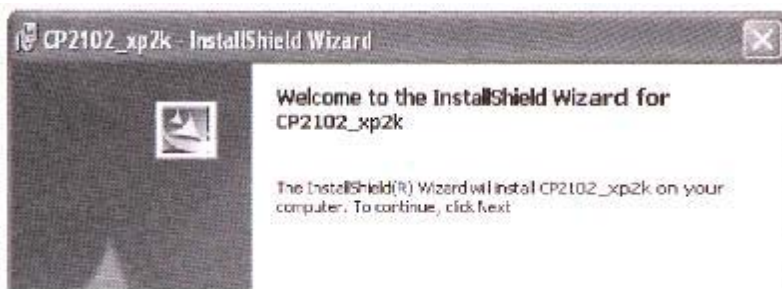 CP2102_xp2k - InstallShield Wizard
Welcome to the InstallShield Wizard for
CP2102_xp2k
The InstallShield(R) Wizard will install CP2102_xp2k on your
computer. To continue, click Next